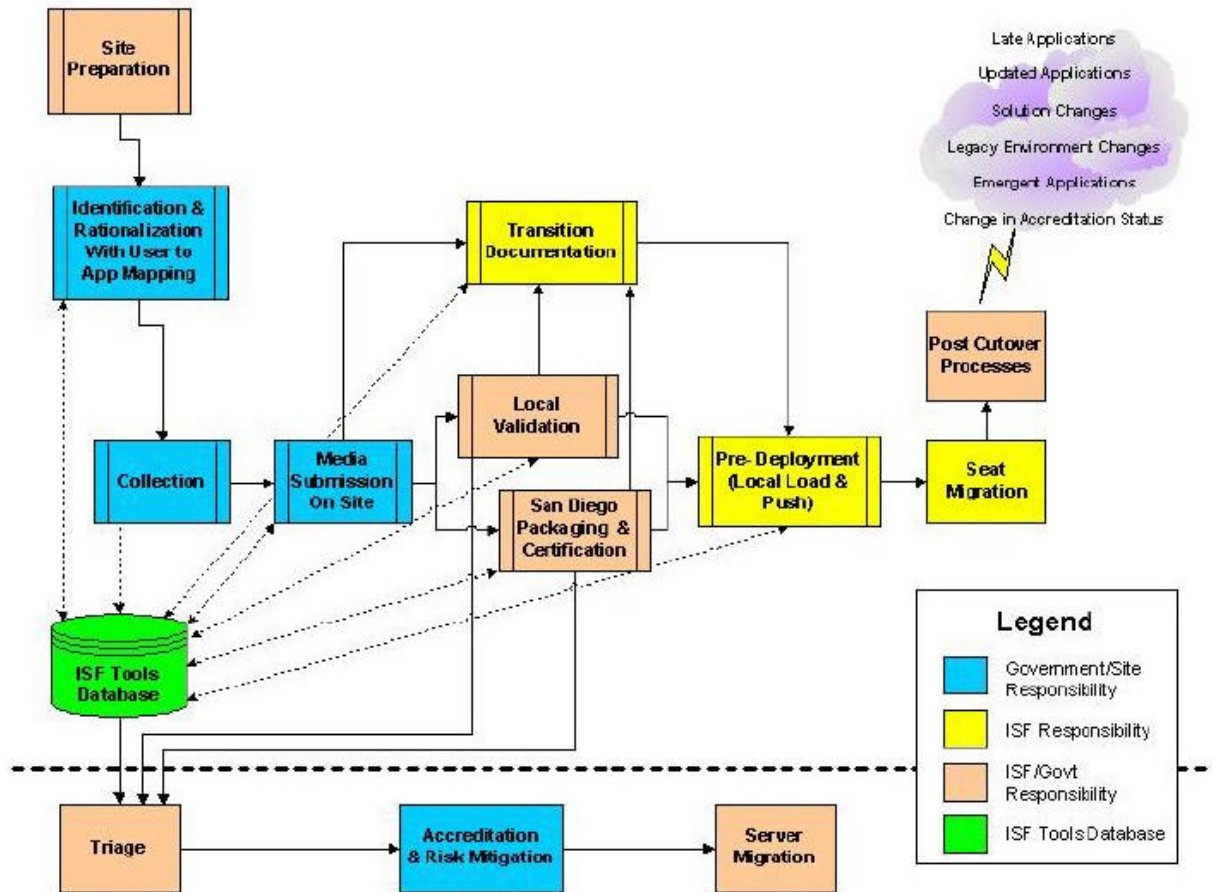 Site
Preparation
Late Applications
Updated Applications
Solution Changes
Legacy Environment Changes
Emergent Applications
Change in Accreditation Status
Identification &
Rationalization
With User to
App Mapping
Transition
Documentation
Post Cutover
Processes
Local
Validation
Collection
Media
Submission
On Site
Pre- Deployment
(Local Load &
Push)
Seat
Migration
San Diego
Packaging &
Certification
ISF Tools
Database
Legend
Government/Site
Responsibility
ISF Responsibility
ISF/Govt
Responsibility
ISF Tools Database
Triage
Accreditation
& Risk Mitigation
Server
Migration